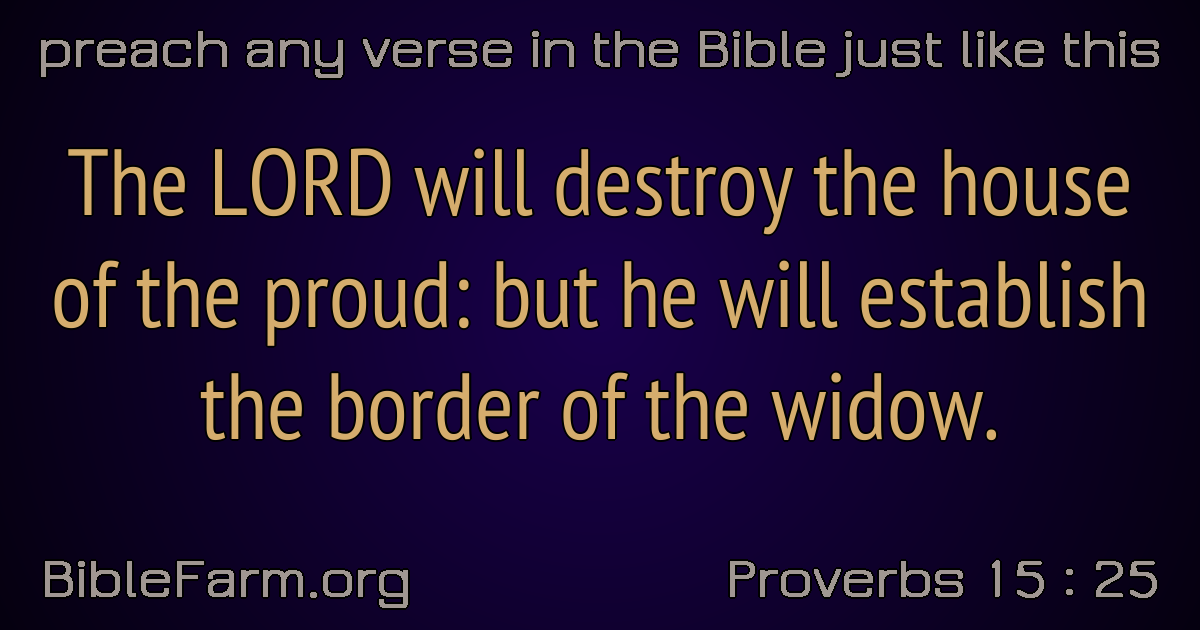 preach any verse in the Bible just like this
The LORD will destroy the house
of the proud: but he will establish
the border of the widow.
BibleFarm.org
Proverbs 15 : 25